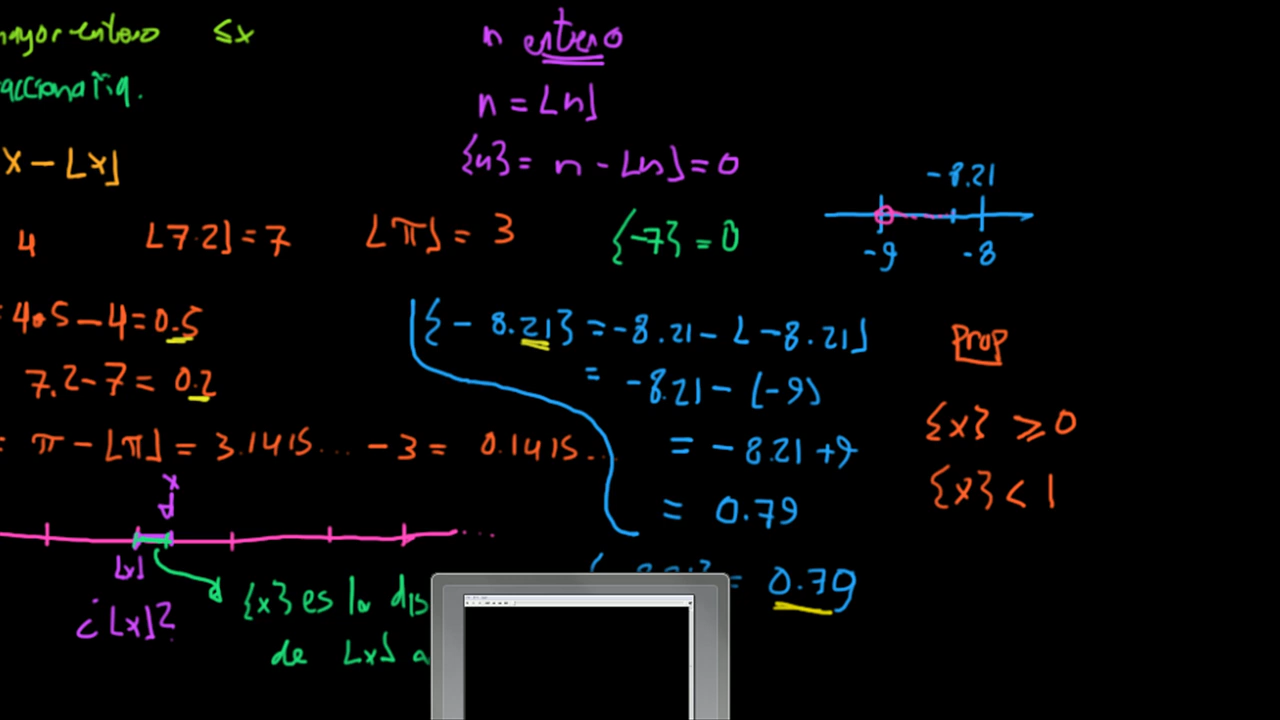 mayor entero ≤ x
raccionaria.
x - ⌊x⌋
4 ⌊7.2⌋ = 7 ⌊π⌋ = 3
= 4.5 - 4 = 0.5
7.2 - 7 = 0.2
= π - ⌊π⌋ = 3.1415... - 3 = 0.1415...
x
⌊x⌋
¿⌊x⌋?
{x} es la dis
de ⌊x⌋ a
n entero
n = ⌊n⌋
{n} = n - ⌊n⌋ = 0
{-7} = 0
{-8.21} = -8.21 - ⌊-8.21⌋
= -8.21 - (-9)
= -8.21 + 9
= 0.79
= 0.79
-8.21
-9 -8
Prop
{x} ≥ 0
{x} < 1